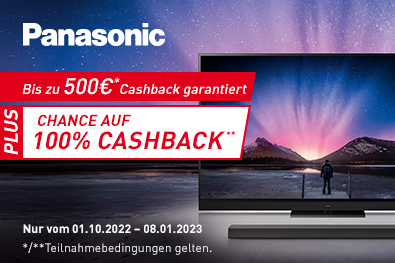 Panasonic
Bis zu 500€* Cashback garantiert
PLUS
CHANCE AUF
100% CASHBACK**
Nur vom 01.10.2022 – 08.01.2023
*/**Teilnahmebedingungen gelten.